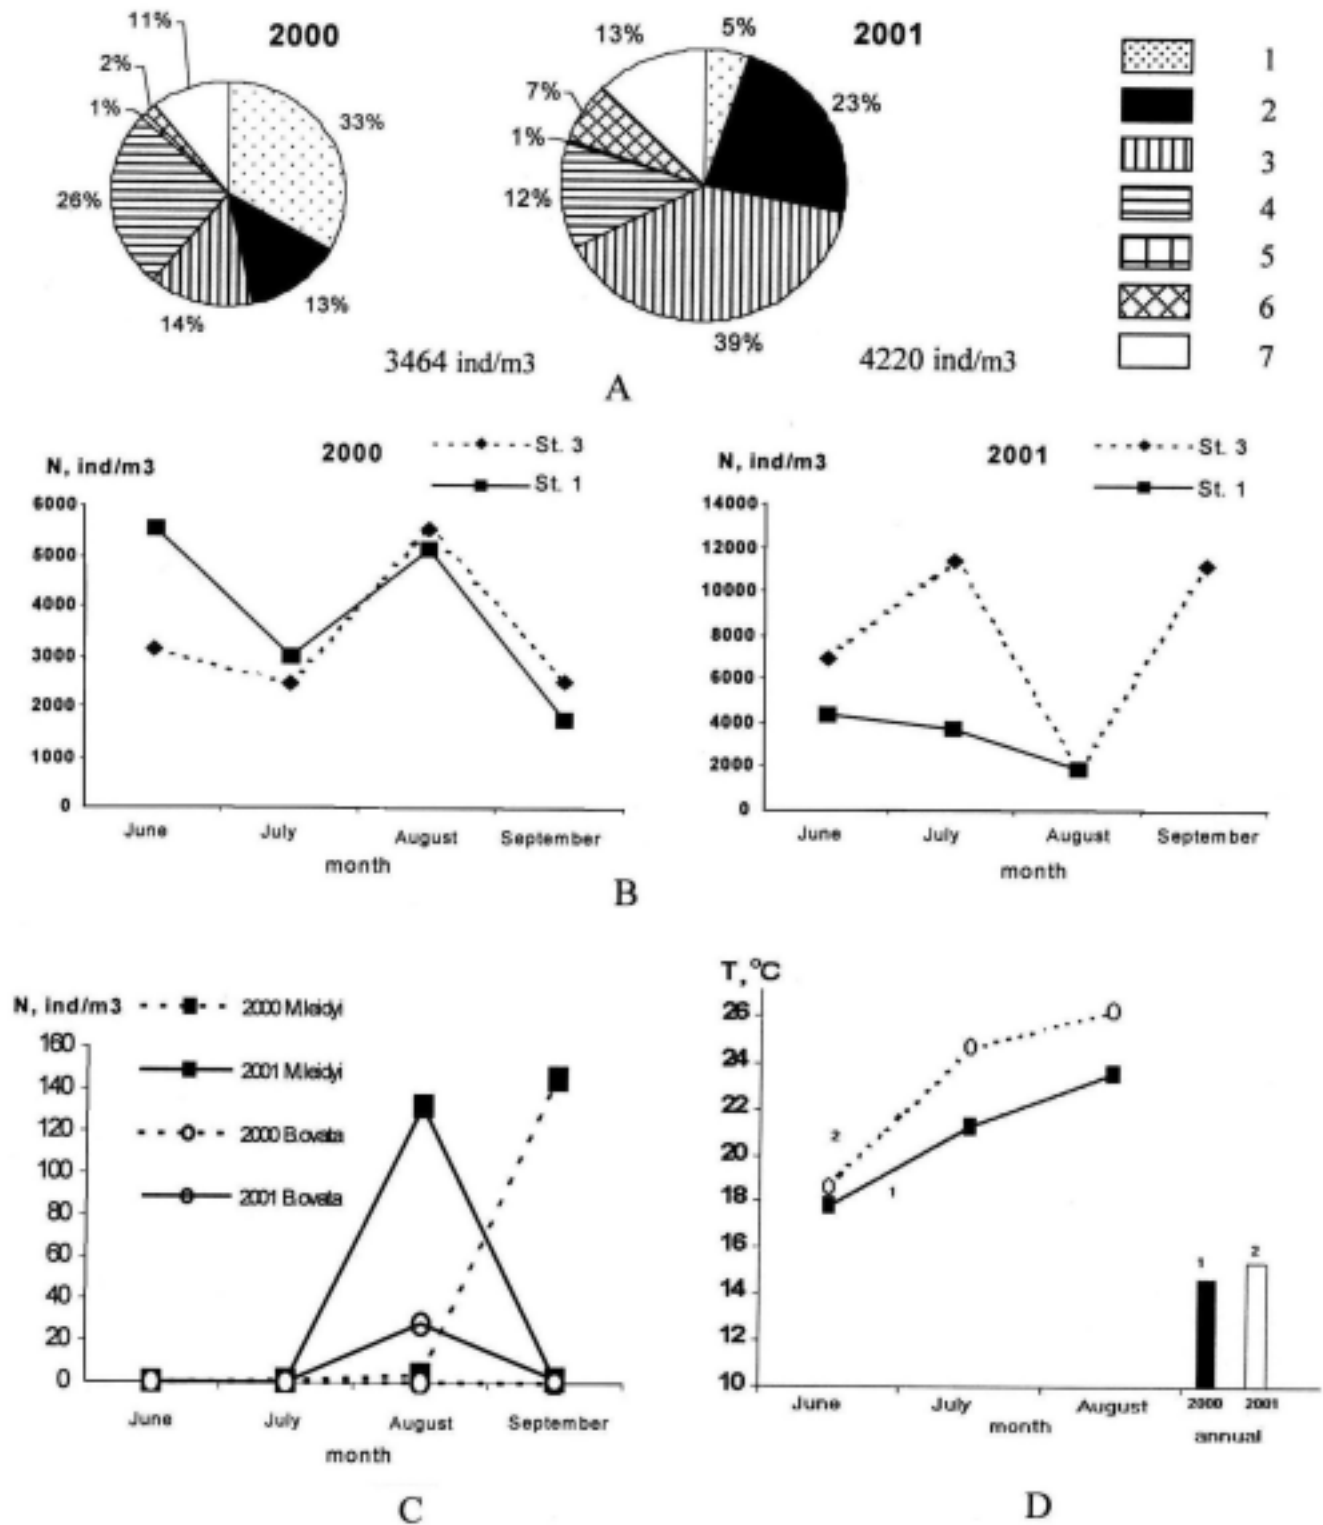 2000
11%
2%
1%
33%
26%
13%
14%
3464 ind/m3
2001
13%
5%
7%
23%
1%
12%
39%
4220 ind/m3
1
2
3
4
5
6
7
A
N, ind/m3
2000
St. 3
St. 1
6000
5000
4000
3000
2000
1000
0
June July August September
month
N, ind/m3
2001
St. 3
St. 1
14000
12000
10000
8000
6000
4000
2000
0
June July August September
month
B
N, ind/m3
2000 M.leidyi
2001 M.leidyi
2000 B.ovata
2001 B.ovata
160
140
120
100
80
60
40
20
0
June July August September
month
C
T, °C
26
24
22
20
18
16
14
12
10
2
1
1
2
June July August 2000 2001
month
annual
D